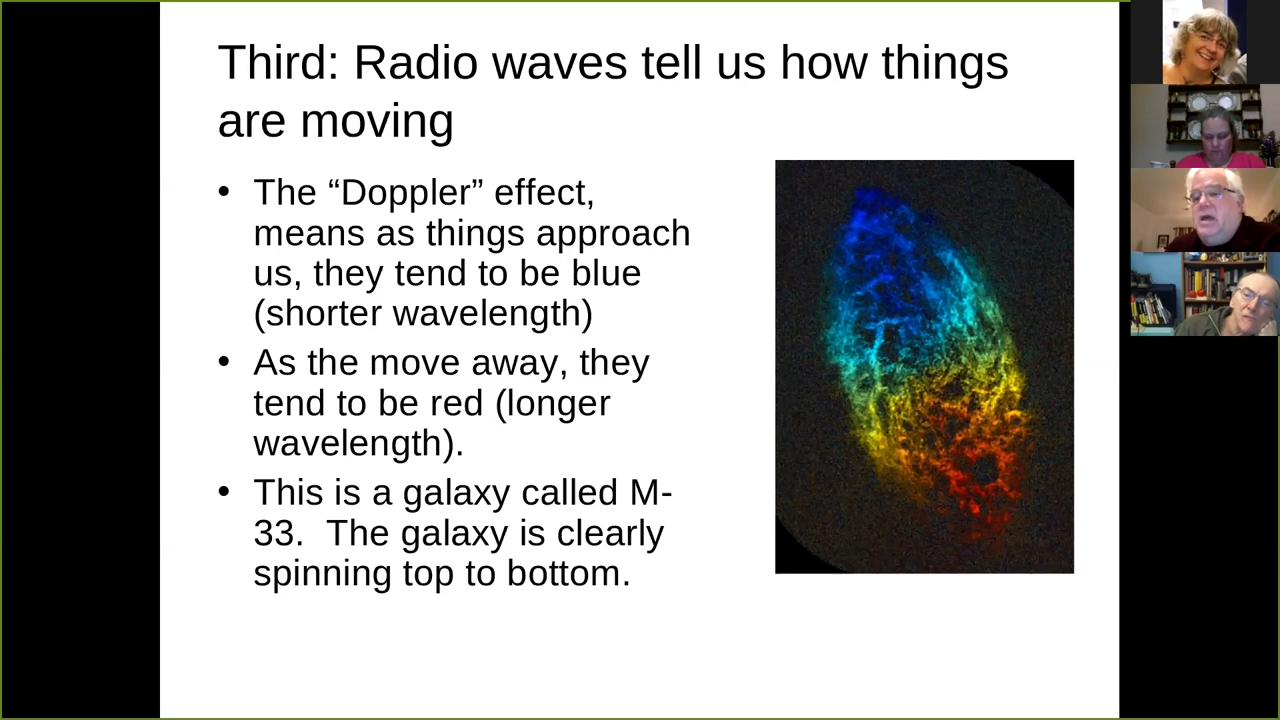 Third: Radio waves tell us how things
are moving
• The “Doppler” effect,
means as things approach
us, they tend to be blue
(shorter wavelength)
• As the move away, they
tend to be red (longer
wavelength).
• This is a galaxy called M-
33.  The galaxy is clearly
spinning top to bottom.